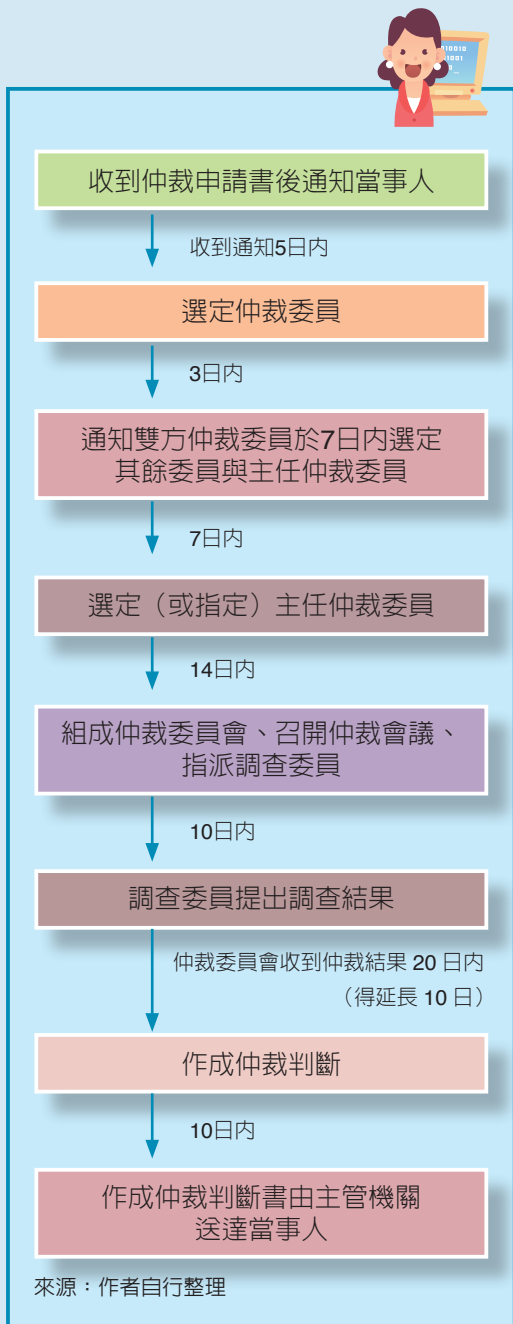 010010
01001
收到仲裁申請書後通知當事人
收到通知5日內
選定仲裁委員
3日內
通知雙方仲裁委員於7日內選定
其餘委員與主任仲裁委員
7日內
選定（或指定）主任仲裁委員
14日內
組成仲裁委員會、召開仲裁會議、
指派調查委員
10日內
調查委員提出調查結果
仲裁委員會收到仲裁結果 20 日內
（得延長 10 日）
作成仲裁判斷
10日內
作成仲裁判斷書由主管機關
送達當事人
來源：作者自行整理